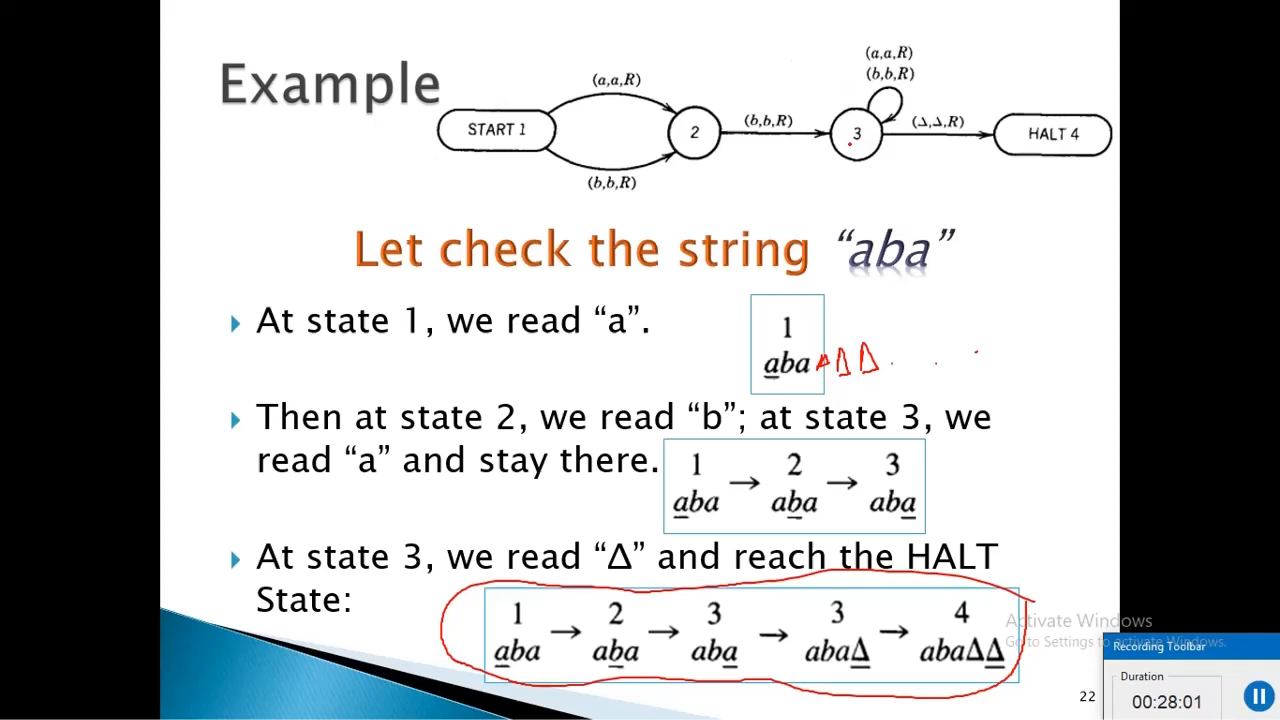 Example
(a,a,R)
(b,b,R)
(a,a,R)
(b,b,R)
(Δ,Δ,R)
START 1
2
3
HALT 4
(b,b,R)
Let check the string “aba”
At state 1, we read “a”.
1
aba ΔΔΔ
Then at state 2, we read “b”; at state 3, we
read “a” and stay there.
1 → 2 → 3
aba aba aba
At state 3, we read “Δ” and reach the HALT
State:
1 → 2 → 3 → 3 → 4
aba aba aba abaΔ abaΔΔ
Activate Windows
Go to Settings to activate Windows.
Recording Toolbar
Duration
00:28:01
22